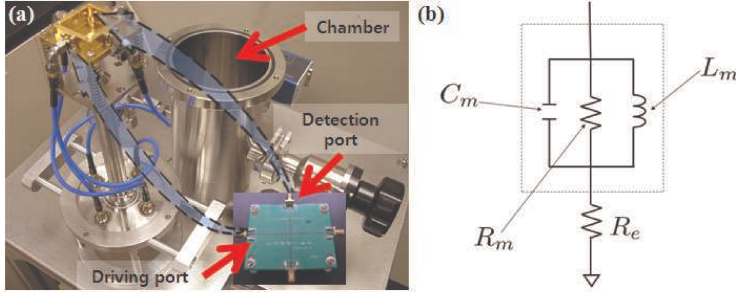 (a)
Chamber
Detection
port
Driving port
(b)
C_m
L_m
R_m
R_e